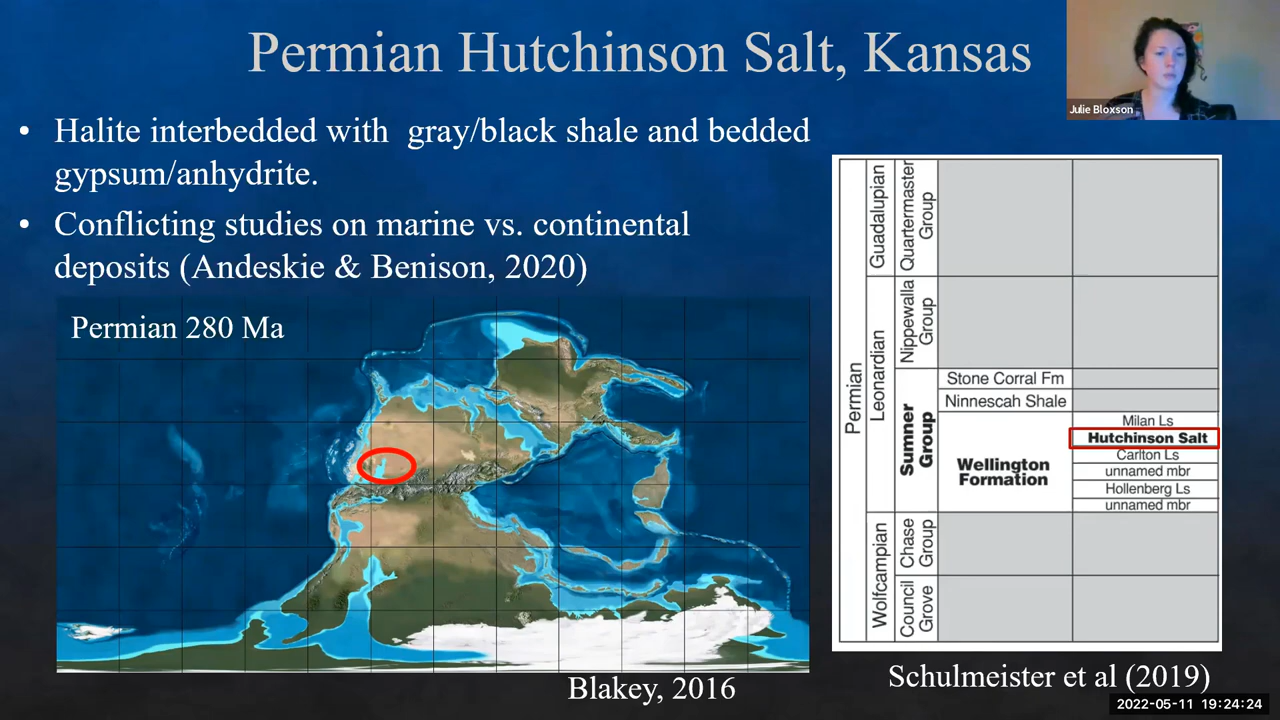 Permian Hutchinson Salt, Kansas
Julie Bloxson
• Halite interbedded with gray/black shale and bedded
gypsum/anhydrite.
• Conflicting studies on marine vs. continental
deposits (Andeskie & Benison, 2020)
Permian 280 Ma
Blakey, 2016
Permian
Guadalupian
Quartermaster
Group
Leonardian
Nippewalla
Group
Sumner
Group
Stone Corral Fm
Ninnescah Shale
Wellington
Formation
Milan Ls
Hutchinson Salt
Carlton Ls
unnamed mbr
Hollenberg Ls
unnamed mbr
Wolfcampian
Chase
Group
Council
Grove
Schulmeister et al (2019)
2022-05-11 19:24:24